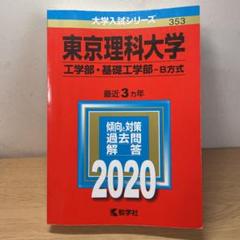 大学入試シリーズ
353
東京理科大学
工学部・基礎工学部-B方式
最近3ヵ年
傾向と対策
過去問
解答
2020
教学社